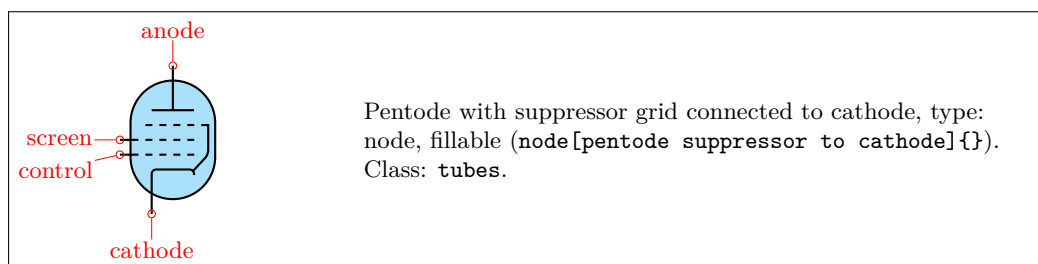 anode
screen
control
cathode
Pentode with suppressor grid connected to cathode, type:
node, fillable (node[pentode suppressor to cathode]{}).
Class: tubes.